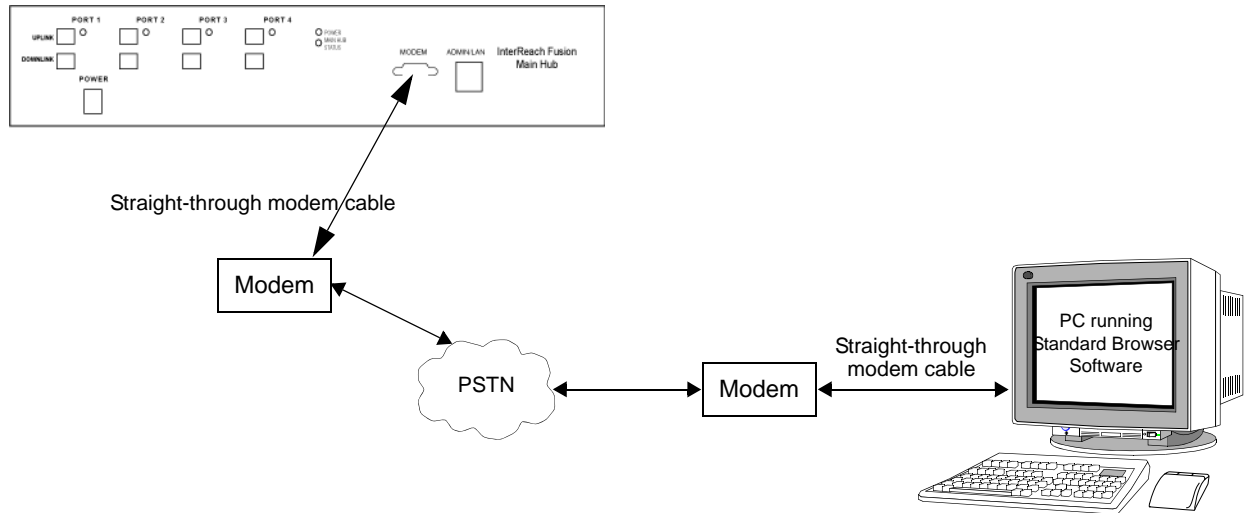 PORT 1 PORT 2 PORT 3 PORT 4
UPLINK
DOWNLINK
POWER
POWER
MAIN HUB
STATUS
MODEM
ADMIN/LAN
InterReach Fusion
Main Hub
Straight-through modem cable
Modem
PSTN
Modem
Straight-through
modem cable
PC running
Standard Browser
Software